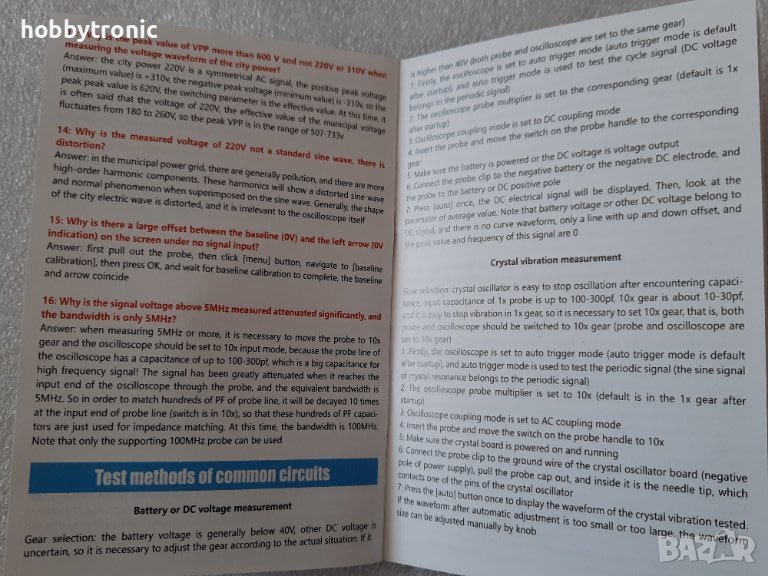 hobbytronic
is the peak value of VPP more than 600 V and not 220V or 310V when
measuring the voltage waveform of the city power?
Answer: the city power 220V is a symmetrical AC signal, the positive peak voltage
(maximum value) is +310v, the negative peak voltage (minimum value) is -310v, so the
peak peak value is 620V, the switching parameter is the effective value. At this time, it
is often said that the voltage of 220V, the effective value of the municipal voltage
fluctuates from 180 to 260V, so the peak VPP is in the range of 507-733v
14: Why is the measured voltage of 220V not a standard sine wave, there is
distortion?
Answer: in the municipal power grid, there are generally pollution, and there are more
high-order harmonic components. These harmonics will show a distorted sine wave
and normal phenomenon when superimposed on the sine wave. Generally, the shape
of the city electric wave is distorted, and it is irrelevant to the oscilloscope itself
15: Why is there a large offset between the baseline (0V) and the left arrow (0V
indication) on the screen under no signal input?
Answer: first pull out the probe, then click [menu] button, navigate to [baseline
calibration], then press OK, and wait for baseline calibration to complete, the baseline
and arrow coincide
16: Why is the signal voltage above 5MHz measured attenuated significantly, and
the bandwidth is only 5MHz?
Answer: when measuring 5MHz or more, it is necessary to move the probe to 10x
gear and the oscilloscope should be set to 10x input mode, because the probe line of
the oscilloscope has a capacitance of up to 100-300pf, which is a big capacitance for
high frequency signal! The signal has been greatly attenuated when it reaches the
input end of the oscilloscope through the probe, and the equivalent bandwidth is
5MHz. So in order to match hundreds of PF of probe line, it will be decayed 10 times
at the input end of probe line (switch is in 10x), so that these hundreds of PF capaci-
tors are just used for impedance matching. At this time, the bandwidth is 100MHz.
Note that only the supporting 100MHz probe can be used
Test methods of common circuits
Battery or DC voltage measurement
Gear selection: the battery voltage is generally below 40V, other DC voltage is
uncertain, so it is necessary to adjust the gear according to the actual situation. If it
is higher than 40V (both probe and oscilloscope are set to the same gear)
1: Firstly, the oscilloscope is set to auto trigger mode (auto trigger mode is default
after startup), and auto trigger mode is used to test the cycle signal (DC voltage
belongs to the periodic signal)
2: The oscilloscope probe multiplier is set to the corresponding gear (default is 1x
after startup)
3: Oscilloscope coupling mode is set to DC coupling mode
4: Insert the probe and move the switch on the probe handle to the corresponding
gear
5: Make sure the battery is powered or the DC voltage is voltage output
6: Connect the probe clip to the negative battery or the negative DC electrode, and
the probe to the battery or DC positive pole
7: Press [auto] once, the DC electrical signal will be displayed. Then, look at the
parameter of average value. Note that battery voltage or other DC voltage belong to
DC signal, and there is no curve waveform, only a line with up and down offset, and
the peak value and frequency of this signal are 0
Crystal vibration measurement
Gear selection: crystal oscillator is easy to stop oscillation after encountering capaci-
tance, input capacitance of 1x probe is up to 100-300pf, 10x gear is about 10-30pf,
and it is easy to stop vibration in 1x gear, so it is necessary to set 10x gear, that is, both
probe and oscilloscope should be switched to 10x gear (probe and oscilloscope are
set to 10x gear)
1: Firstly, the oscilloscope is set to auto trigger mode (auto trigger mode is default
after startup), and auto trigger mode is used to test the periodic signal (the sine signal
of crystal resonance belongs to the periodic signal)
2: The oscilloscope probe multiplier is set to 10x (default is in the 1x gear after
startup)
3: Oscilloscope coupling mode is set to AC coupling mode
4: Insert the probe and move the switch on the probe handle to 10x
5: Make sure the crystal board is powered on and running
6: Connect the probe clip to the ground wire of the crystal oscillator board (negative
pole of power supply), pull the probe cap out, and inside it is the needle tip, which
contacts one of the pins of the crystal oscillator
7: Press the [auto] button once to display the waveform of the crystal vibration tested.
If the waveform after automatic adjustment is too small or too large, the waveform
size can be adjusted manually by knob
BAZAR.bg